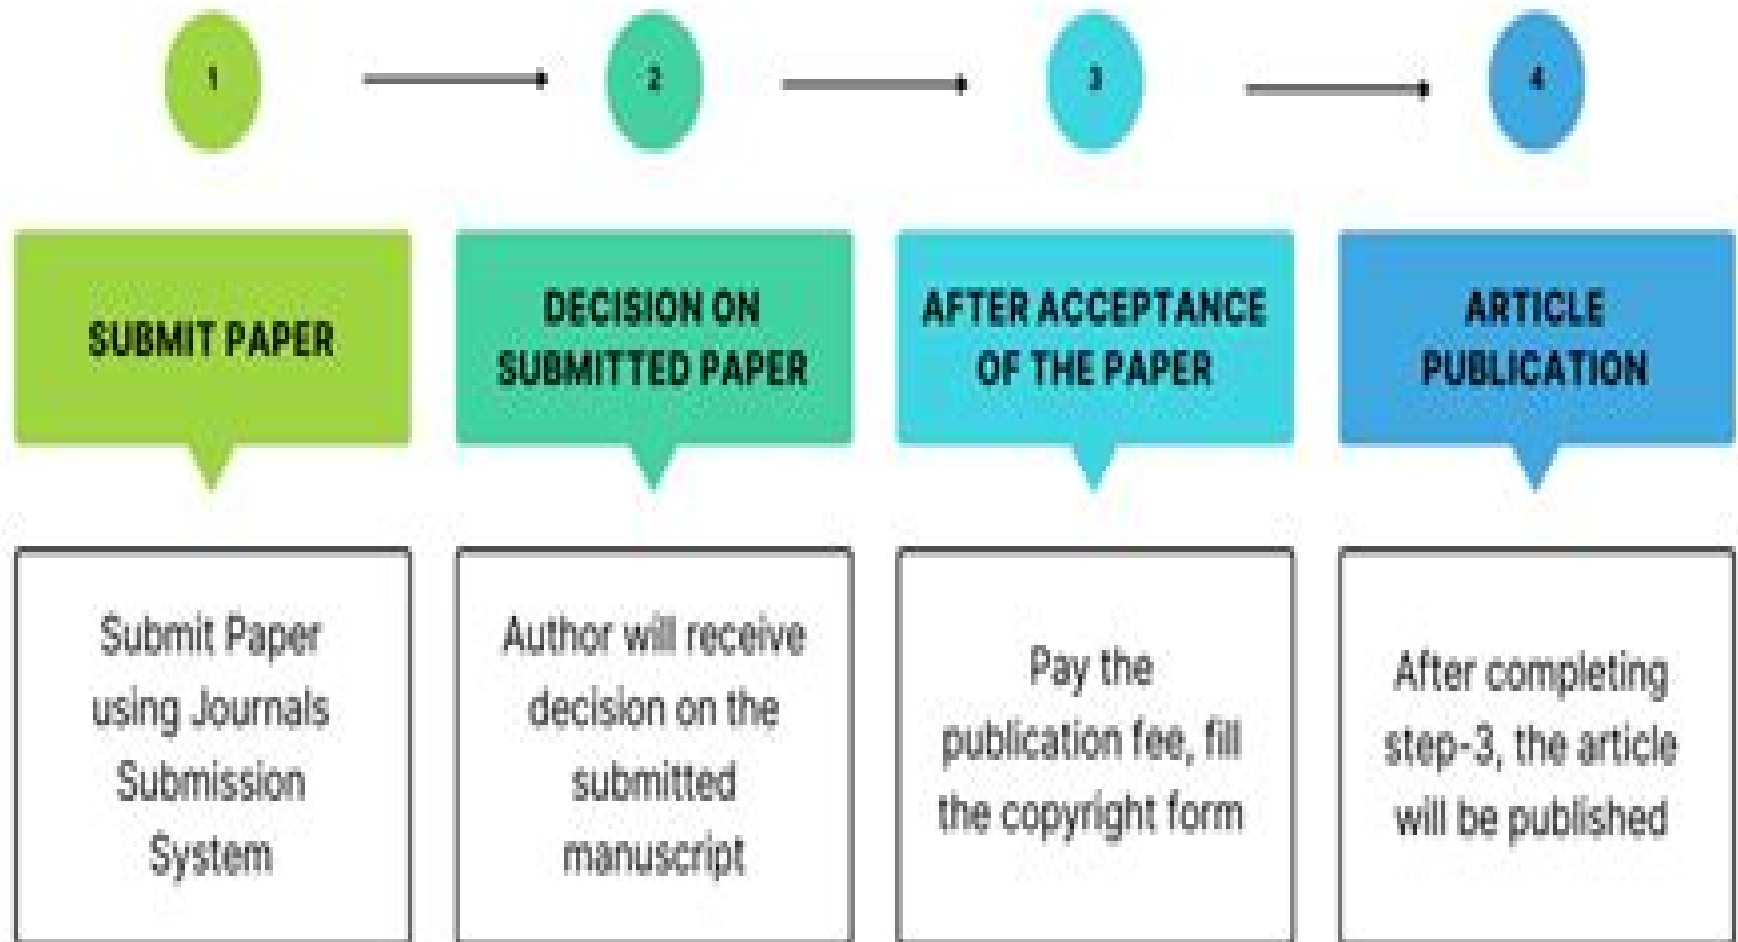 1
2
3
4
SUBMIT PAPER
DECISION ON
SUBMITTED PAPER
AFTER ACCEPTANCE
OF THE PAPER
ARTICLE
PUBLICATION
Submit Paper
using Journals
Submission
System
Author will receive
decision on the
submitted
manuscript
Pay the
publication fee, fill
the copyright form
After completing
step-3, the article
will be published